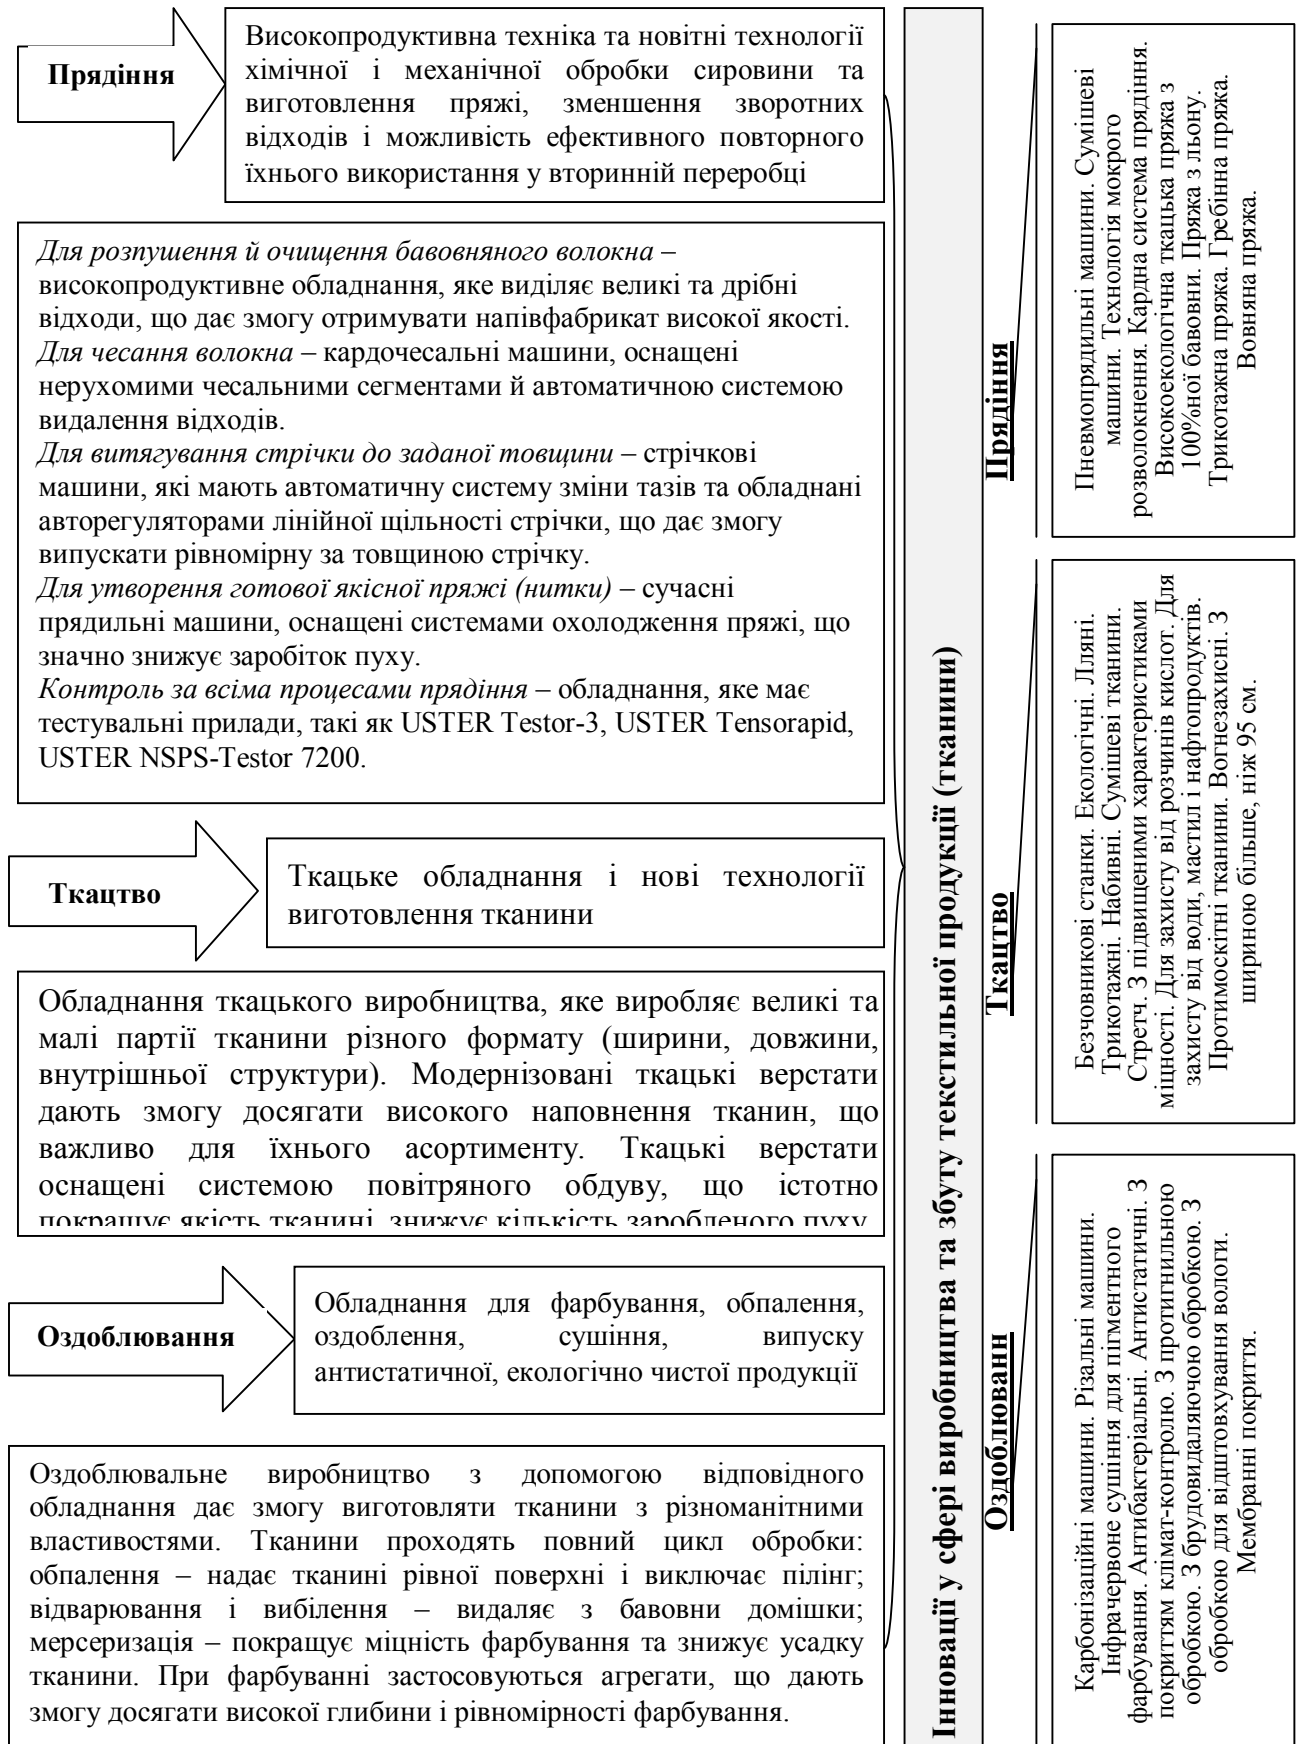 Прядіння
Високопродуктивна техніка та новітні технології
хімічної і механічної обробки сировини та
виготовлення пряжі, зменшення зворотних
відходів і можливість ефективного повторного
їхнього використання у вторинній переробці
Для розпушення й очищення бавовняного волокна –
високопродуктивне обладнання, яке виділяє великі та дрібні
відходи, що дає змогу отримувати напівфабрикат високої якості.
Для чесання волокна – кардочесальні машини, оснащені
нерухомими чесальними сегментами й автоматичною системою
видалення відходів.
Для витягування стрічки до заданої товщини – стрічкові
машини, які мають автоматичну систему зміни тазів та обладнані
авторегуляторами лінійної щільності стрічки, що дає змогу
випускати рівномірну за товщиною стрічку.
Для утворення готової якісної пряжі (нитки) – сучасні
прядильні машини, оснащені системами охолодження пряжі, що
значно знижує заробіток пуху.
Контроль за всіма процесами прядіння – обладнання, яке має
тестувальні прилади, такі як USTER Testor-3, USTER Tensorapid,
USTER NSPS-Testor 7200.
Ткацтво
Ткацьке обладнання і нові технології
виготовлення тканини
Обладнання ткацького виробництва, яке виробляє великі та
малі партії тканини різного формату (ширини, довжини,
внутрішньої структури). Модернізовані ткацькі верстати
дають змогу досягати високого наповнення тканин, що
важливо для їхнього асортименту. Ткацькі верстати
оснащені системою повітряного обдуву, що істотно
покращує якість тканині, знижує кількість заробленого пуху
Оздоблювання
Обладнання для фарбування, обпалення,
оздоблення, сушіння, випуску
антистатичної, екологічно чистої продукції
Оздоблювальне виробництво з допомогою відповідного
обладнання дає змогу виготовляти тканини з різноманітними
властивостями. Тканини проходять повний цикл обробки:
обпалення – надає тканині рівної поверхні і виключає пілінг;
відварювання і вибілення – видаляє з бавовни домішки;
мерсеризація – покращує міцність фарбування та знижує усадку
тканини. При фарбуванні застосовуються агрегати, що дають
змогу досягати високої глибини і рівномірності фарбування.
Інновації у сфері виробництва та збуту текстильної продукції (тканини)
Прядіння
Пневмопрядильні машини. Сумішеві
машини. Технологія мокрого
розволокнення. Кардна система прядіння.
Високоекологічна ткацька пряжа з
100%ної бавовни. Пряжа з льону.
Трикотажна пряжа. Гребінна пряжа.
Вовняна пряжа.
Ткацтво
Безчовникові станки. Екологічні. Лляні.
Трикотажні. Набивні. Сумішеві тканини.
Стретч. З підвищеними характеристиками
міцності. Для захисту від розчинів кислот. Для
захисту від води, мастил і нафтопродуктів.
Протимоскітні тканини. Вогнезахисні. З
шириною більше, ніж 95 см.
Оздоблюванн
Карбонізаційні машини. Різальні машини.
Інфрачервоне сушіння для пігментного
фарбування. Антибактеріальні. Антистатичні. З
покриттям клімат-контролю. З протигнильною
обробкою. З брудовидаляючою обробкою. З
обробкою для відштовхування вологи.
Мембранні покриття.